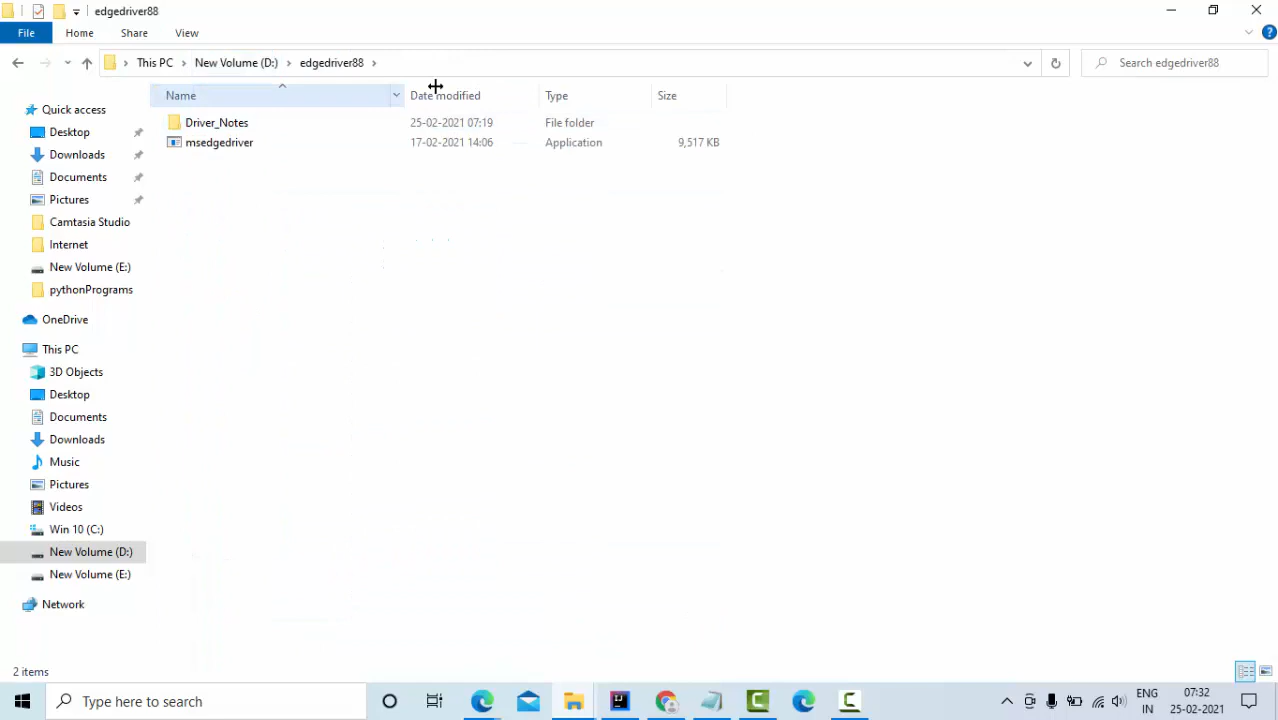 edgedriver88
File Home Share View
This PC New Volume (D:) edgedriver88 Search edgedriver88
Name Date modified Type Size
Driver_Notes 25-02-2021 07:19 File folder
msedgedriver 17-02-2021 14:06 Application 9,517 KB
Quick access
Desktop
Downloads
Documents
Pictures
Camtasia Studio
Internet
New Volume (E:)
pythonPrograms
OneDrive
This PC
3D Objects
Desktop
Documents
Downloads
Music
Pictures
Videos
Win 10 (C:)
New Volume (D:)
New Volume (E:)
Network
2 items
Type here to search
ENG 07:32
IN 25-02-2021